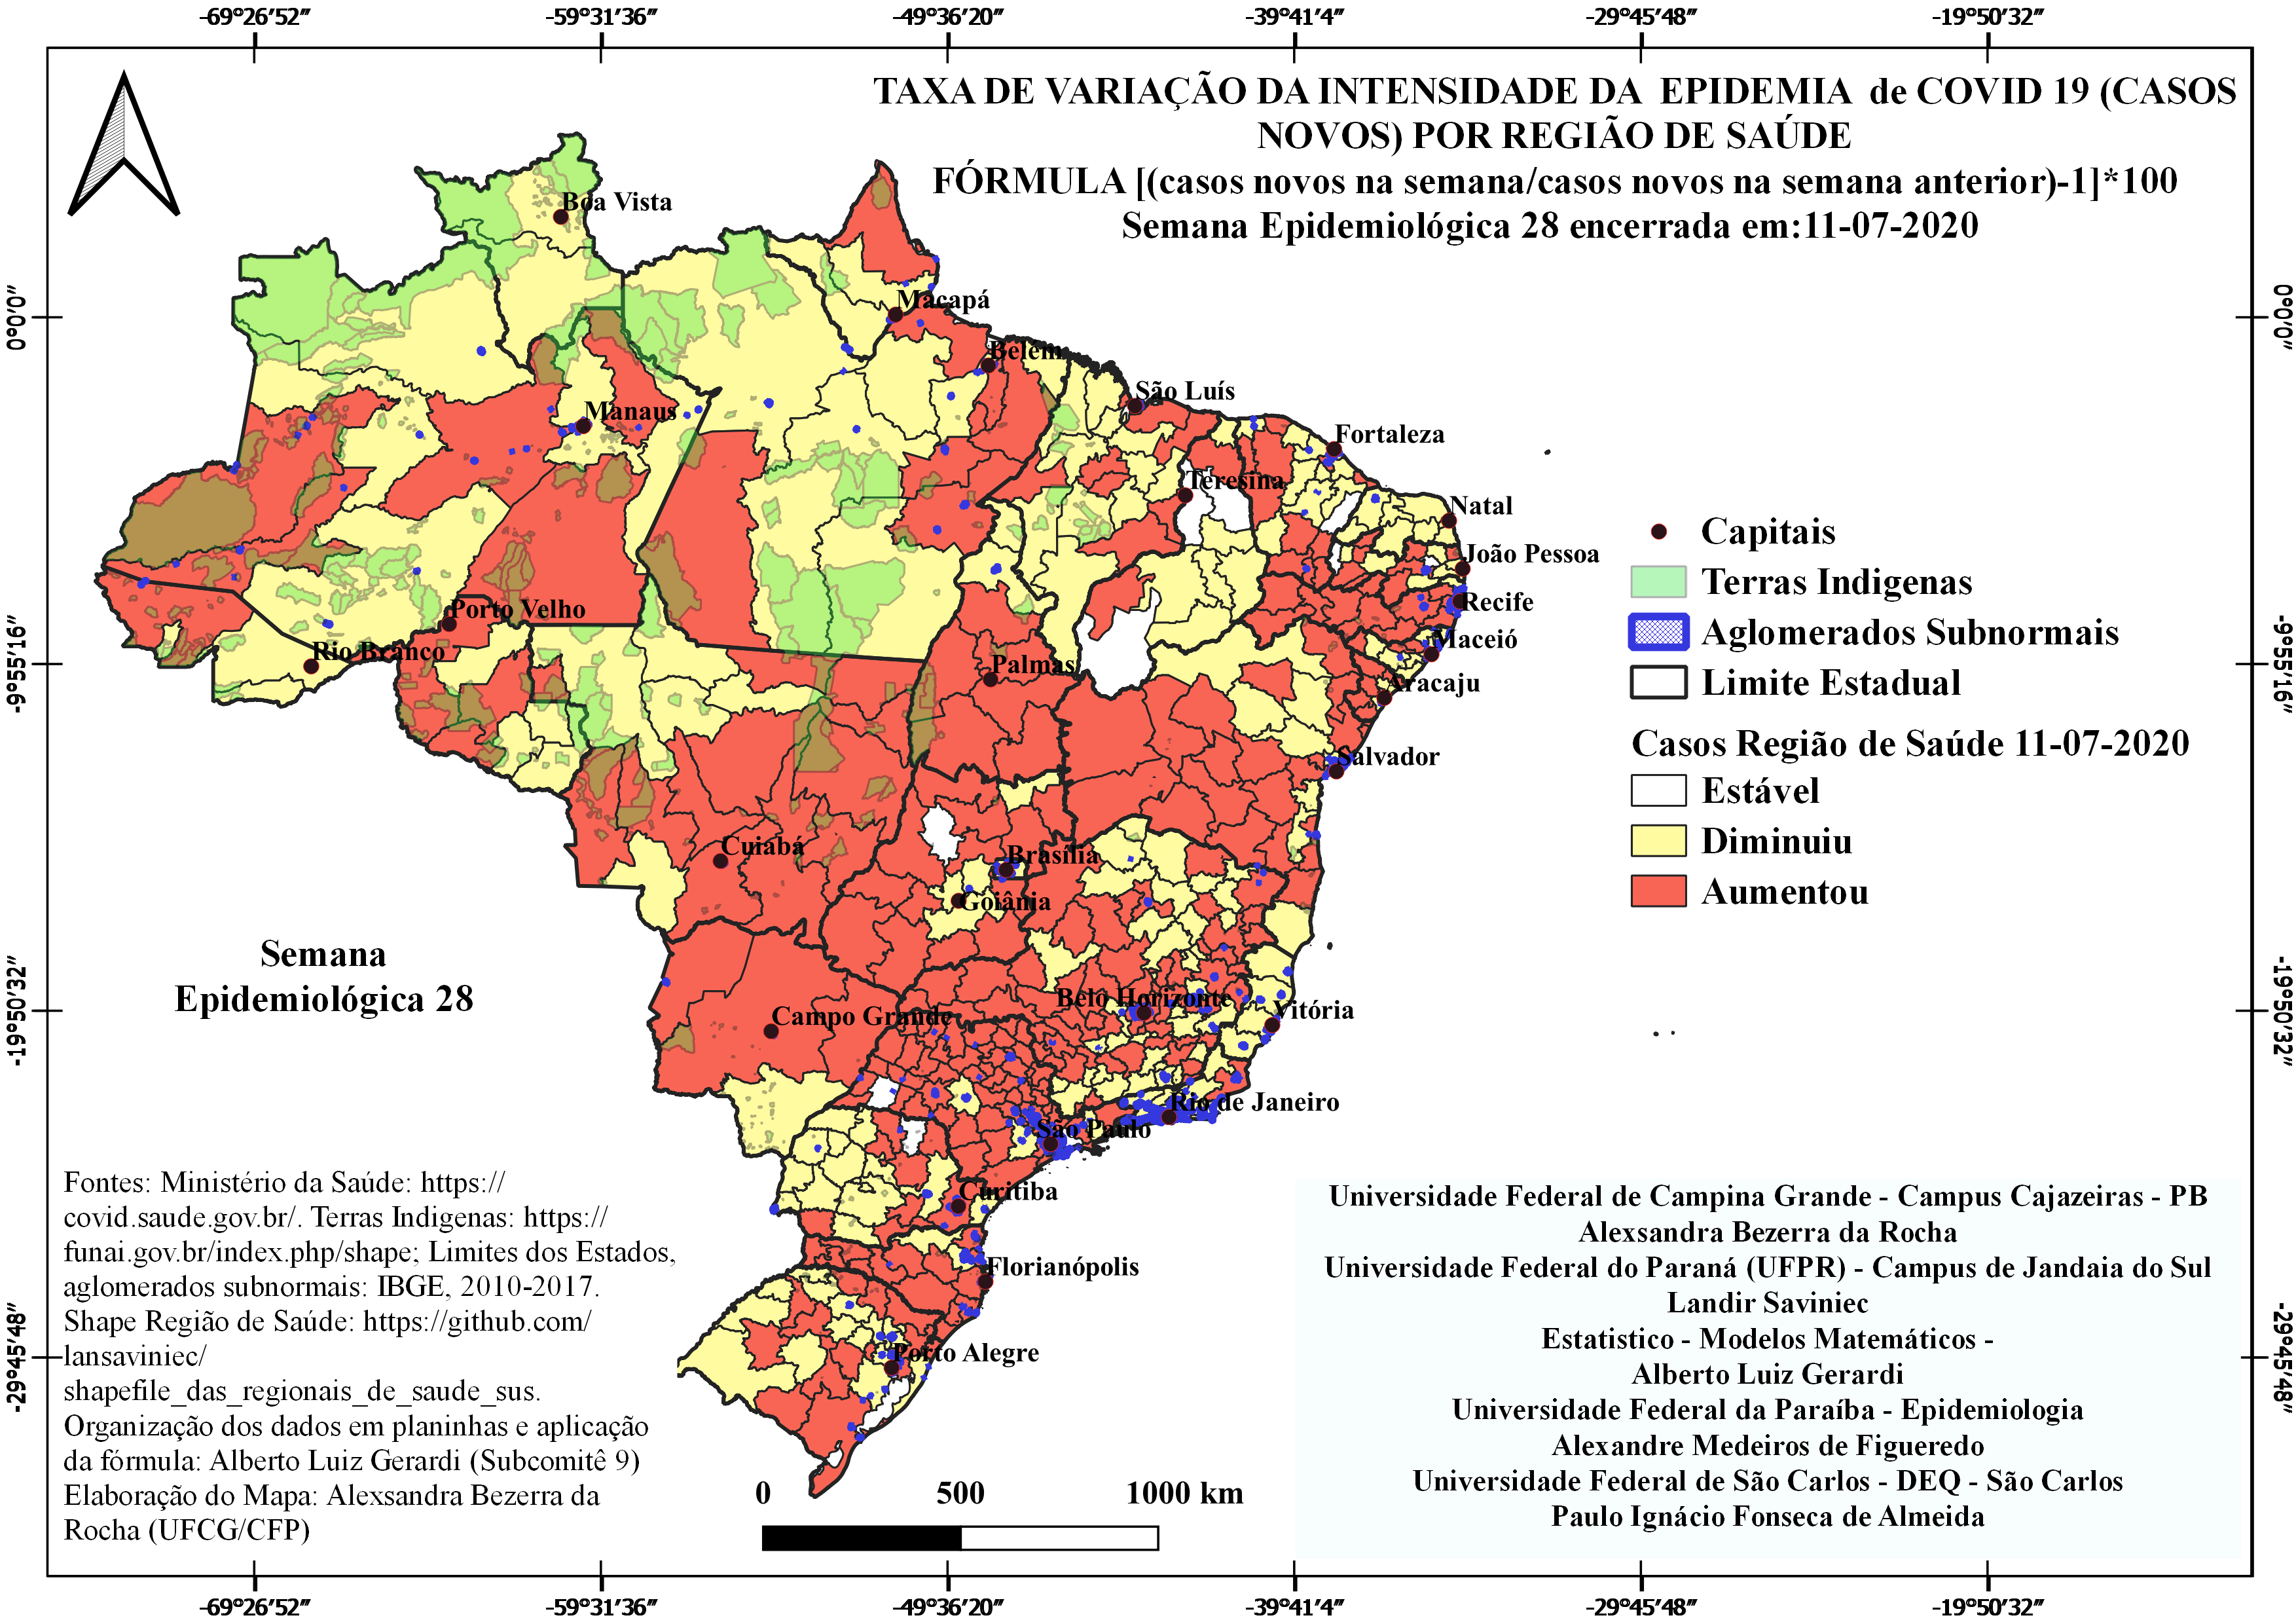 -69°26′52″ -59°31′36″ -49°36′20″ -39°41′4″ -29°45′48″ -19°50′32″
TAXA DE VARIAÇÃO DA INTENSIDADE DA EPIDEMIA de COVID 19 (CASOS
NOVOS) POR REGIÃO DE SAÚDE
FÓRMULA [(casos novos na semana/casos novos na semana anterior)-1]*100
Semana Epidemiológica 28 encerrada em:11-07-2020
0°0′0″
-9°55′16″
-19°50′32″
-29°45′48″
0°0′0″
-9°55′16″
-19°50′32″
-29°45′48″
Boa Vista
Macapá
Belém
São Luís
Manaus
Fortaleza
Teresina
Natal
João Pessoa
Porto Velho
Recife
Maceió
Rio Branco
Palmas
Aracaju
Salvador
Cuiabá
Brasília
Goiânia
Belo Horizonte
Vitória
Campo Grande
Rio de Janeiro
São Paulo
Curitiba
Florianópolis
Porto Alegre
Capitais
Terras Indigenas
Aglomerados Subnormais
Limite Estadual
Casos Região de Saúde 11-07-2020
Estável
Diminuiu
Aumentou
Semana
Epidemiológica 28
Fontes: Ministério da Saúde: https://
covid.saude.gov.br/. Terras Indigenas: https://
funai.gov.br/index.php/shape; Limites dos Estados,
aglomerados subnormais: IBGE, 2010-2017.
Shape Região de Saúde: https://github.com/
lansaviniec/
shapefile_das_regionais_de_saude_sus.
Organização dos dados em planinhas e aplicação
da fórmula: Alberto Luiz Gerardi (Subcomitê 9)
Elaboração do Mapa: Alexsandra Bezerra da
Rocha (UFCG/CFP)
0 500 1000 km
Universidade Federal de Campina Grande - Campus Cajazeiras - PB
Alexsandra Bezerra da Rocha
Universidade Federal do Paraná (UFPR) - Campus de Jandaia do Sul
Landir Saviniec
Estatistico - Modelos Matemáticos -
Alberto Luiz Gerardi
Universidade Federal da Paraíba - Epidemiologia
Alexandre Medeiros de Figueredo
Universidade Federal de São Carlos - DEQ - São Carlos
Paulo Ignácio Fonseca de Almeida
-69°26′52″ -59°31′36″ -49°36′20″ -39°41′4″ -29°45′48″ -19°50′32″